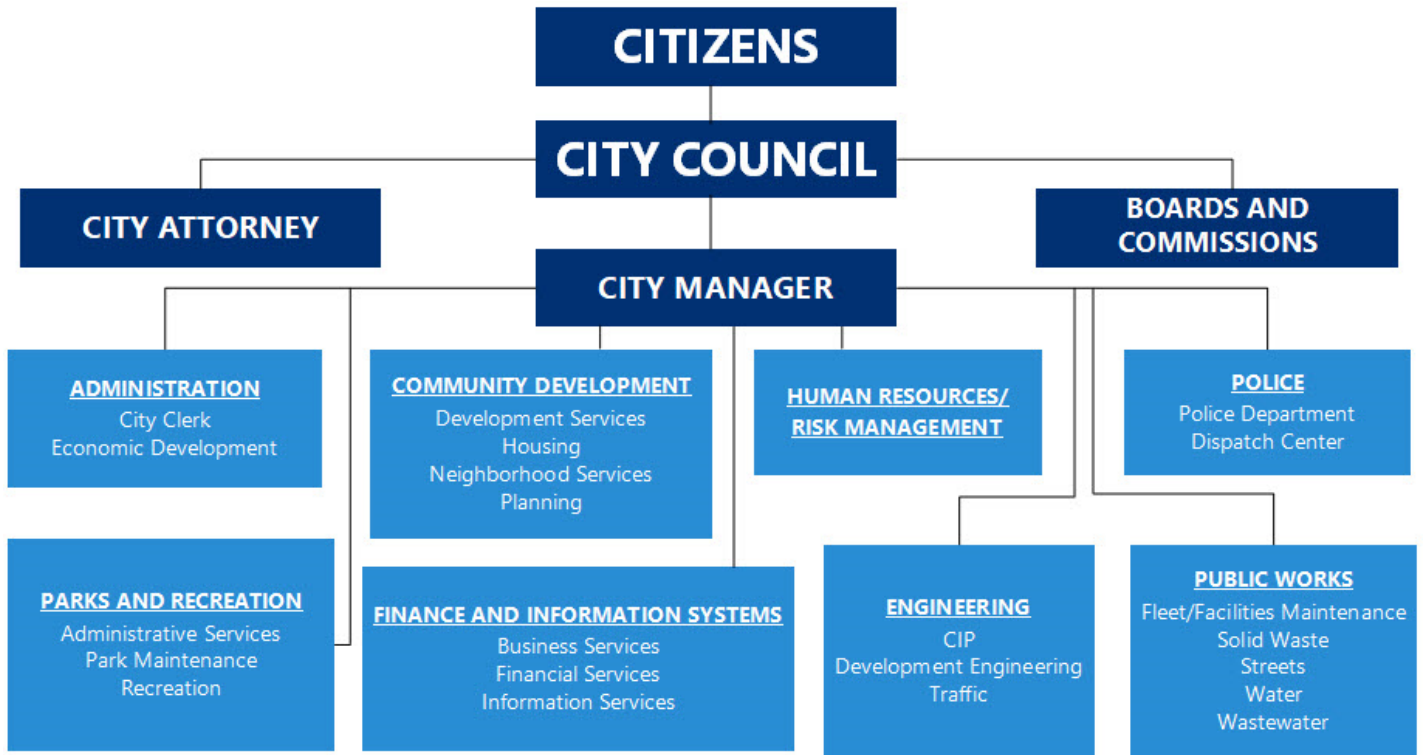 CITIZENS
CITY COUNCIL
CITY ATTORNEY
BOARDS AND
COMMISSIONS
CITY MANAGER
ADMINISTRATION
City Clerk
Economic Development
COMMUNITY DEVELOPMENT
Development Services
Housing
Neighborhood Services
Planning
HUMAN RESOURCES/
RISK MANAGEMENT
POLICE
Police Department
Dispatch Center
PARKS AND RECREATION
Administrative Services
Park Maintenance
Recreation
FINANCE AND INFORMATION SYSTEMS
Business Services
Financial Services
Information Services
ENGINEERING
CIP
Development Engineering
Traffic
PUBLIC WORKS
Fleet/Facilities Maintenance
Solid Waste
Streets
Water
Wastewater